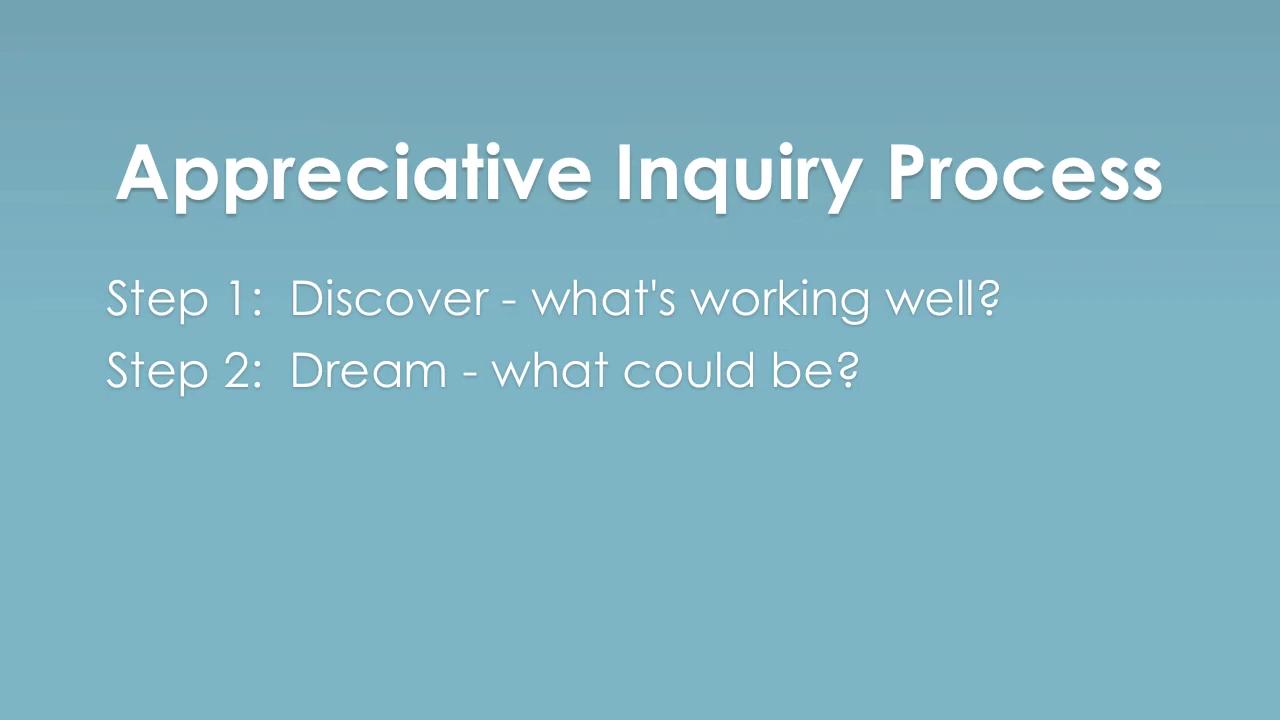 Appreciative Inquiry Process
Step 1: Discover - what's working well?
Step 2: Dream - what could be?